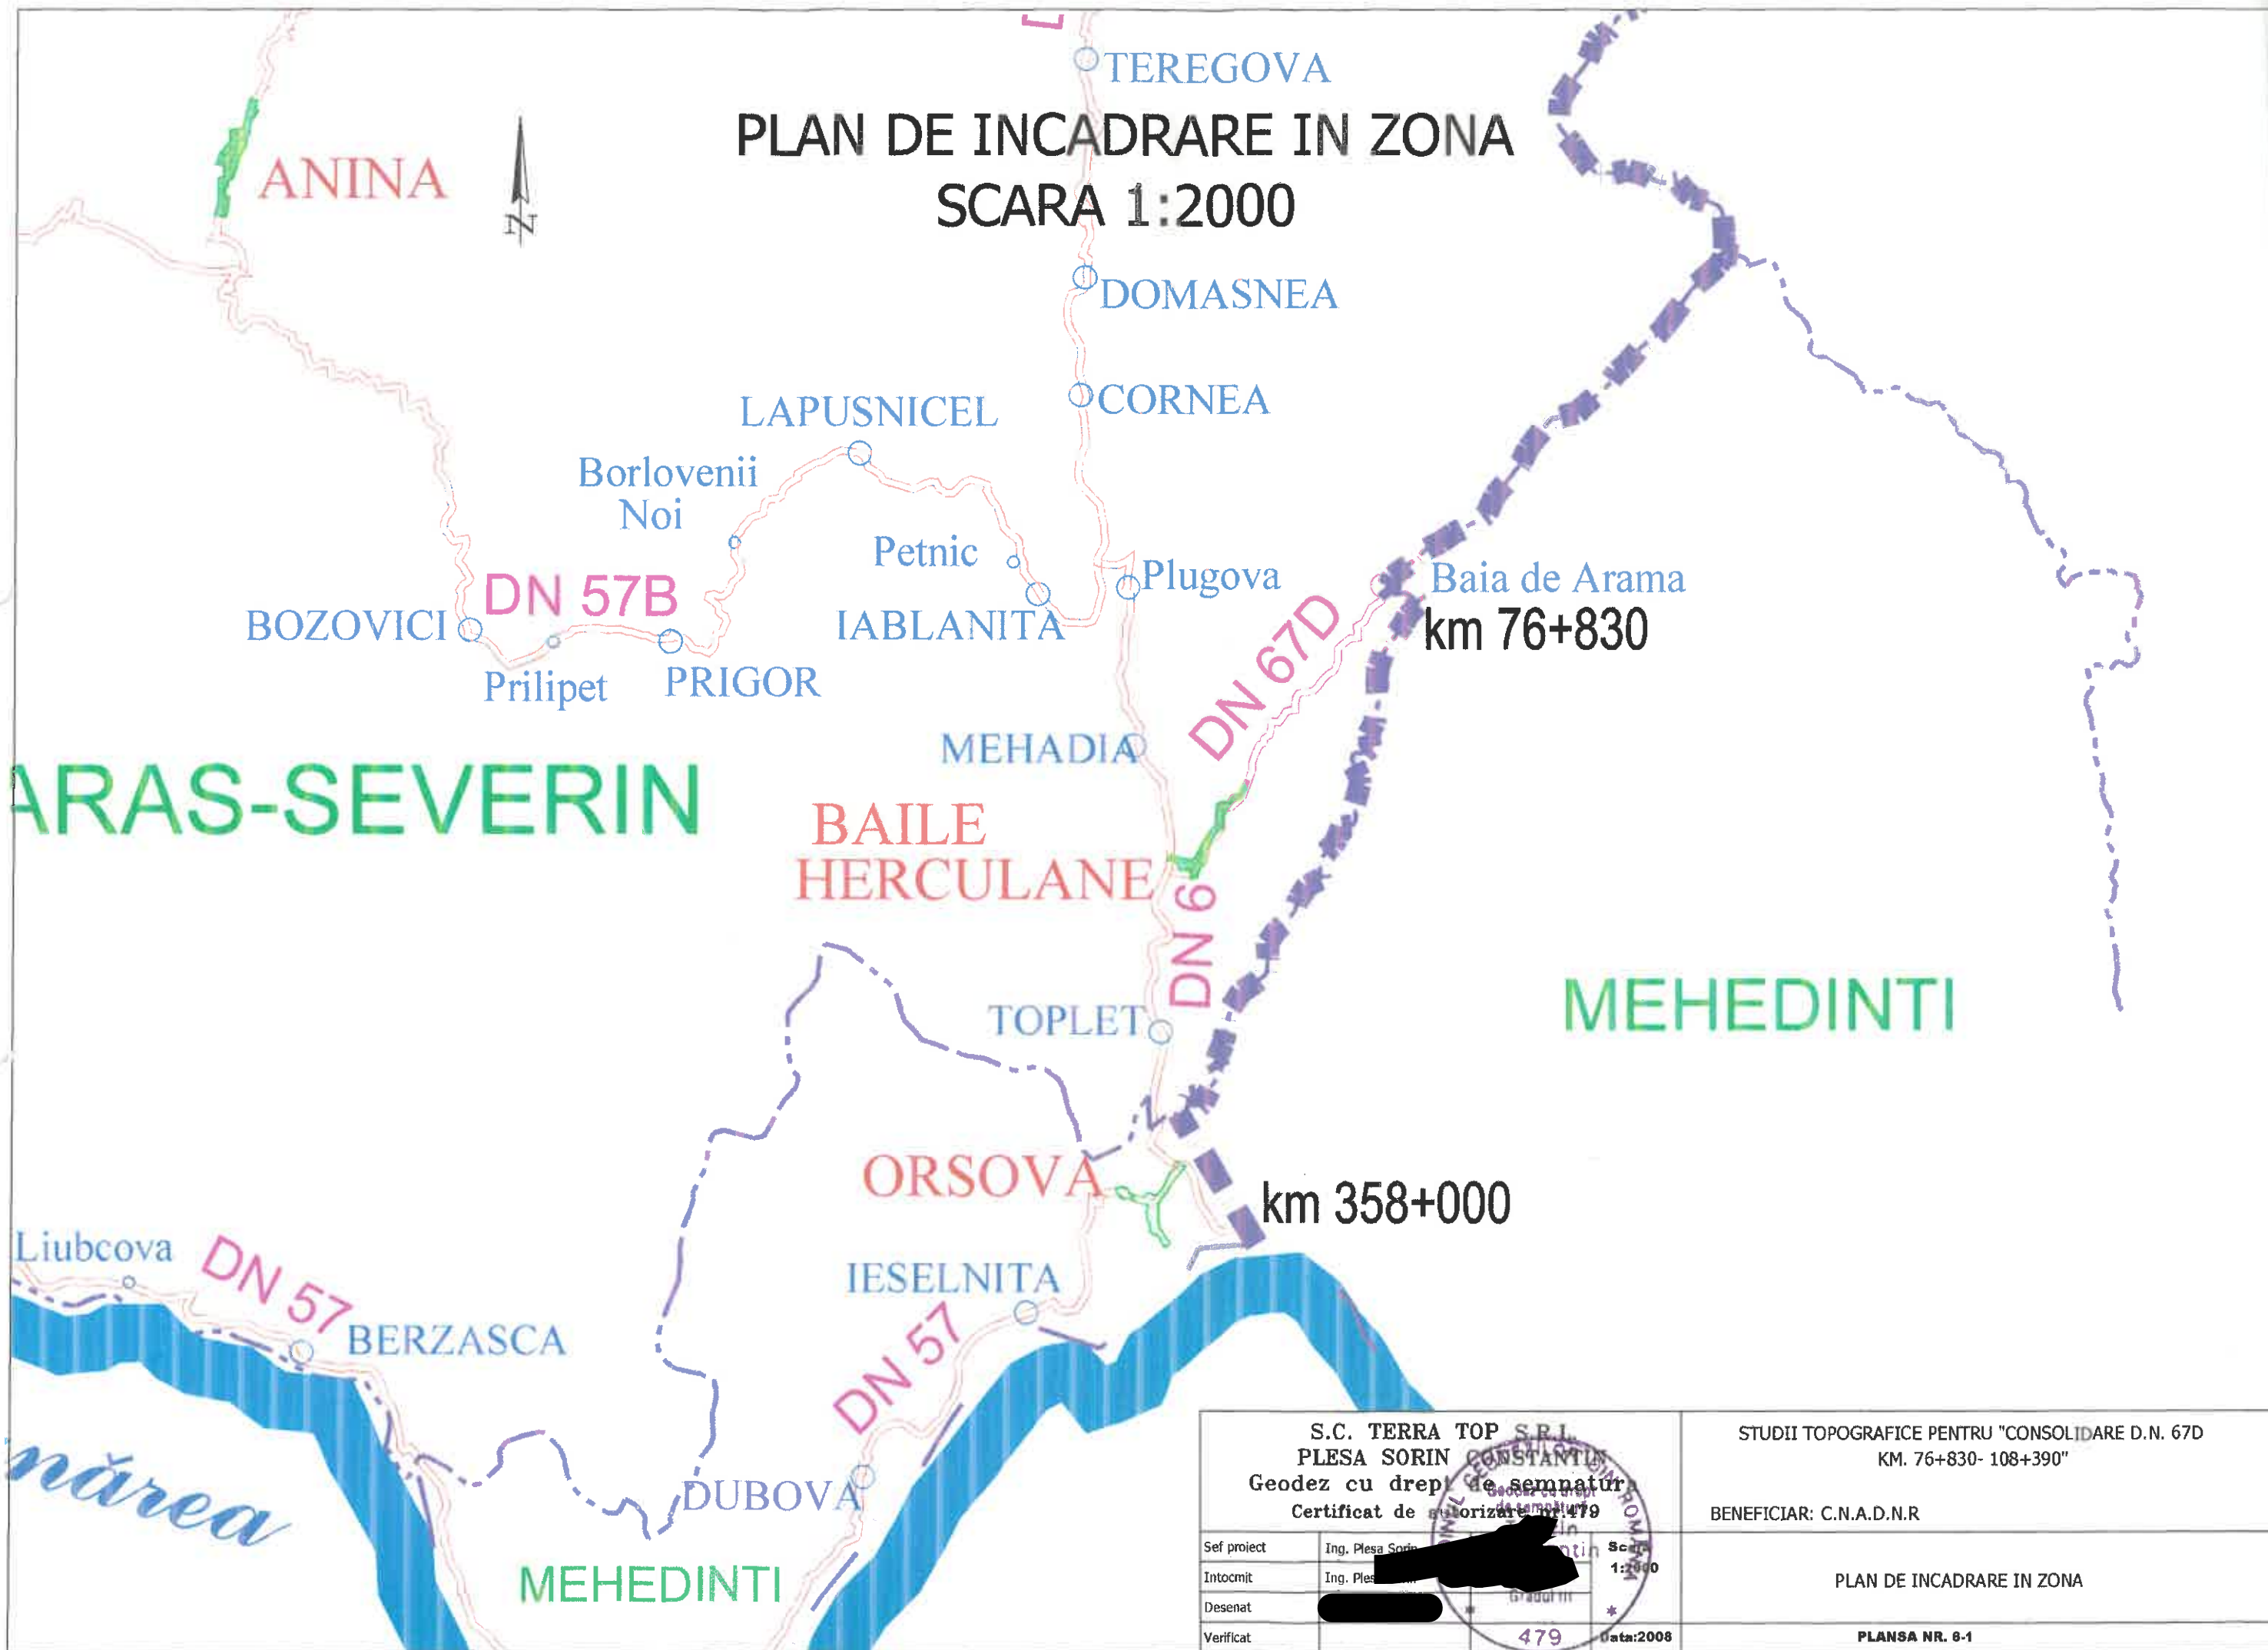 TEREGOVA
PLAN DE INCADRARE IN ZONA
SCARA 1:2000
ANINA
N
DOMASNEA
CORNEA
LAPUSNICEL
Borlovenii
Noi
Petnic
Plugova
Baia de Arama
km 76+830
DN 57B
BOZOVICI
IABLANITA
Prilipet
PRIGOR
DN 67D
MEHADIA
ARAS-SEVERIN
BAILE
HERCULANE
DN 6
TOPLET
MEHEDINTI
ORSOVA
km 358+000
Liubcova
DN 57
IESELNITA
BERZASCA
DN 57
nărea
DUBOVA
MEHEDINTI
S.C. TERRA TOP S.R.L.
PLESA SORIN CONSTANTIN
Geodez cu drept de semnatura
Certificat de autorizare nr.479
STUDII TOPOGRAFICE PENTRU "CONSOLIDARE D.N. 67D
KM. 76+830- 108+390"
BENEFICIAR: C.N.A.D.N.R
Sef proiect
Ing. Plesa Sorin
Scara
1:2000
Intocmit
Ing.
PLAN DE INCADRARE IN ZONA
Desenat
Gradul III
Verificat
479
Data:2008
PLANSA NR. 6-1